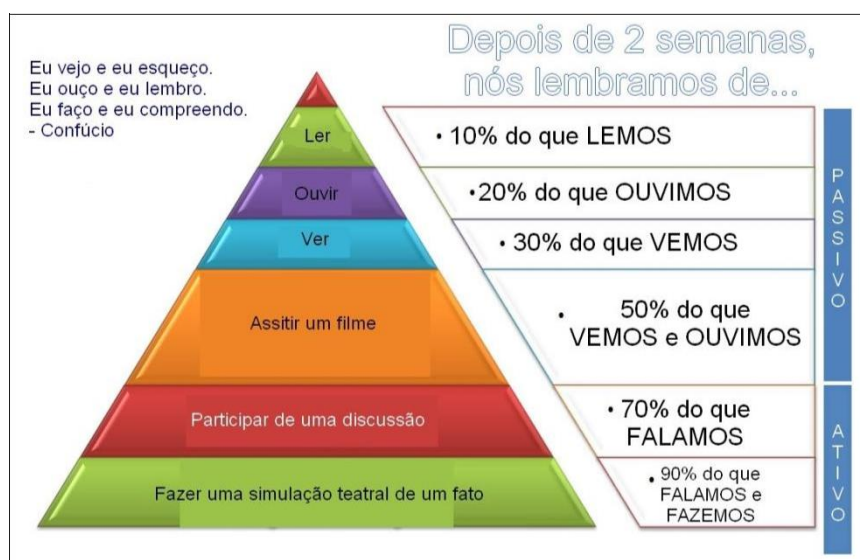 Depois de 2 semanas,
nós lembramos de...
Eu vejo e eu esqueço.
Eu ouço e eu lembro.
Eu faço e eu compreendo.
- Confúcio
Ler
• 10% do que LEMOS
Ouvir
•20% do que OUVIMOS
Ver
• 30% do que VEMOS
Assitir um filme
• 50% do que
VEMOS e OUVIMOS
PASSIVO
Participar de uma discussão
• 70% do que
FALAMOS
Fazer uma simulação teatral de um fato
• 90% do que
FALAMOS e
FAZEMOS
ATIVO